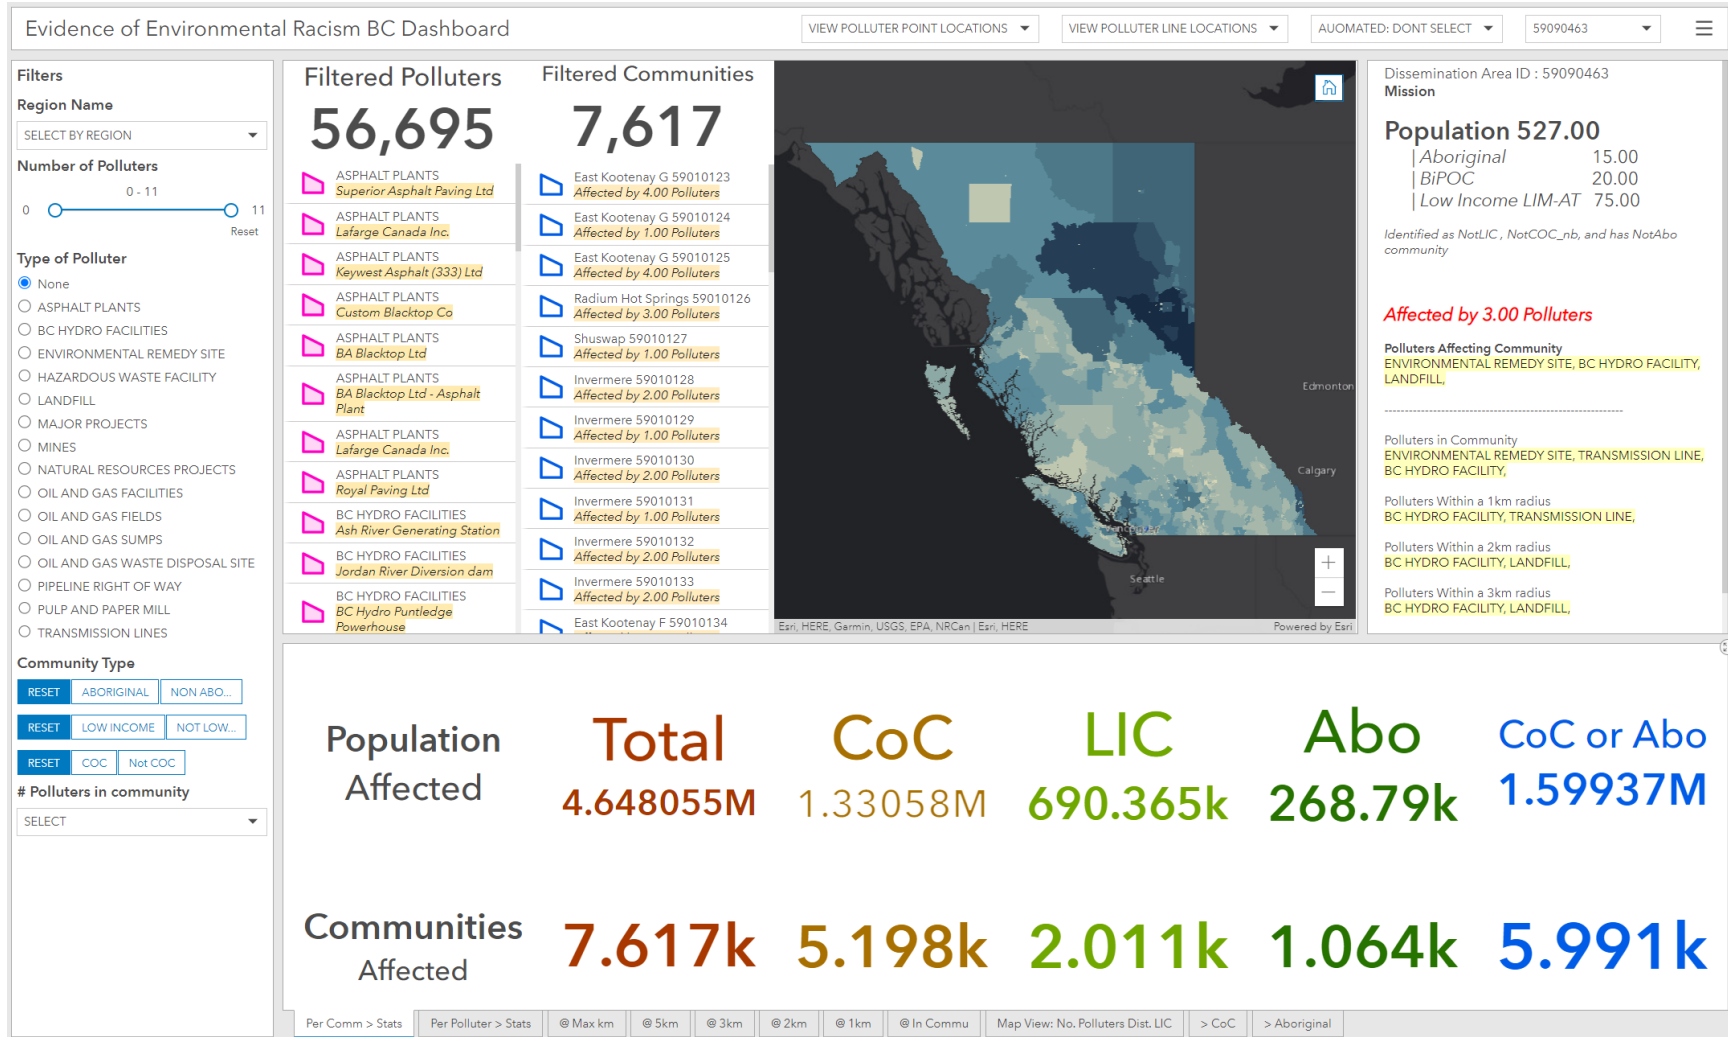 Evidence of Environmental Racism BC Dashboard
VIEW POLLUTER POINT LOCATIONS
VIEW POLLUTER LINE LOCATIONS
AUOMATED: DONT SELECT
59090463
Filters
Region Name
SELECT BY REGION
Number of Polluters
0 - 11
0
11
Reset
Type of Polluter
None
ASPHALT PLANTS
BC HYDRO FACILITIES
ENVIRONMENTAL REMEDY SITE
HAZARDOUS WASTE FACILITY
LANDFILL
MAJOR PROJECTS
MINES
NATURAL RESOURCES PROJECTS
OIL AND GAS FACILITIES
OIL AND GAS FIELDS
OIL AND GAS SUMPS
OIL AND GAS WASTE DISPOSAL SITE
PIPELINE RIGHT OF WAY
PULP AND PAPER MILL
TRANSMISSION LINES
Community Type
RESET ABORIGINAL NON ABO...
RESET LOW INCOME NOT LOW...
RESET COC Not COC
# Polluters in community
SELECT
Filtered Polluters
56,695
ASPHALT PLANTS
Superior Asphalt Paving Ltd
ASPHALT PLANTS
Lafarge Canada Inc.
ASPHALT PLANTS
Keywest Asphalt (333) Ltd
ASPHALT PLANTS
Custom Blacktop Co
ASPHALT PLANTS
BA Blacktop Ltd
ASPHALT PLANTS
BA Blacktop Ltd - Asphalt
Plant
ASPHALT PLANTS
Lafarge Canada Inc.
ASPHALT PLANTS
Royal Paving Ltd
BC HYDRO FACILITIES
Ash River Generating Station
BC HYDRO FACILITIES
Jordan River Diversion dam
BC HYDRO FACILITIES
BC Hydro Puntledge
Powerhouse
Filtered Communities
7,617
East Kootenay G 59010123
Affected by 4.00 Polluters
East Kootenay G 59010124
Affected by 1.00 Polluters
East Kootenay G 59010125
Affected by 4.00 Polluters
Radium Hot Springs 59010126
Affected by 3.00 Polluters
Shuswap 59010127
Affected by 1.00 Polluters
Invermere 59010128
Affected by 2.00 Polluters
Invermere 59010129
Affected by 1.00 Polluters
Invermere 59010130
Affected by 2.00 Polluters
Invermere 59010131
Affected by 1.00 Polluters
Invermere 59010132
Affected by 2.00 Polluters
Invermere 59010133
Affected by 2.00 Polluters
East Kootenay F 59010134
Edmonton
Calgary
Vancouver
Seattle
Esri, HERE, Garmin, USGS, EPA, NRCan | Esri, HERE
Powered by Esri
Dissemination Area ID : 59090463
Mission
Population 527.00
| Aboriginal 15.00
| BiPOC 20.00
| Low Income LIM-AT 75.00
Identified as NotLIC , NotCOC_nb, and has NotAbo
community
Affected by 3.00 Polluters
Polluters Affecting Community
ENVIRONMENTAL REMEDY SITE, BC HYDRO FACILITY,
LANDFILL,
Polluters in Community
ENVIRONMENTAL REMEDY SITE, TRANSMISSION LINE,
BC HYDRO FACILITY,
Polluters Within a 1km radius
BC HYDRO FACILITY, TRANSMISSION LINE,
Polluters Within a 2km radius
BC HYDRO FACILITY, LANDFILL,
Polluters Within a 3km radius
BC HYDRO FACILITY, LANDFILL,
Population
Affected
Total
4.648055M
CoC
1.33058M
LIC
690.365k
Abo
268.79k
CoC or Abo
1.59937M
Communities
Affected
7.617k
5.198k
2.011k
1.064k
5.991k
Per Comm > Stats
Per Polluter > Stats
@ Max km
@ 5km
@ 3km
@ 2km
@ 1km
@ In Commu
Map View: No. Polluters Dist. LIC
> CoC
> Aboriginal